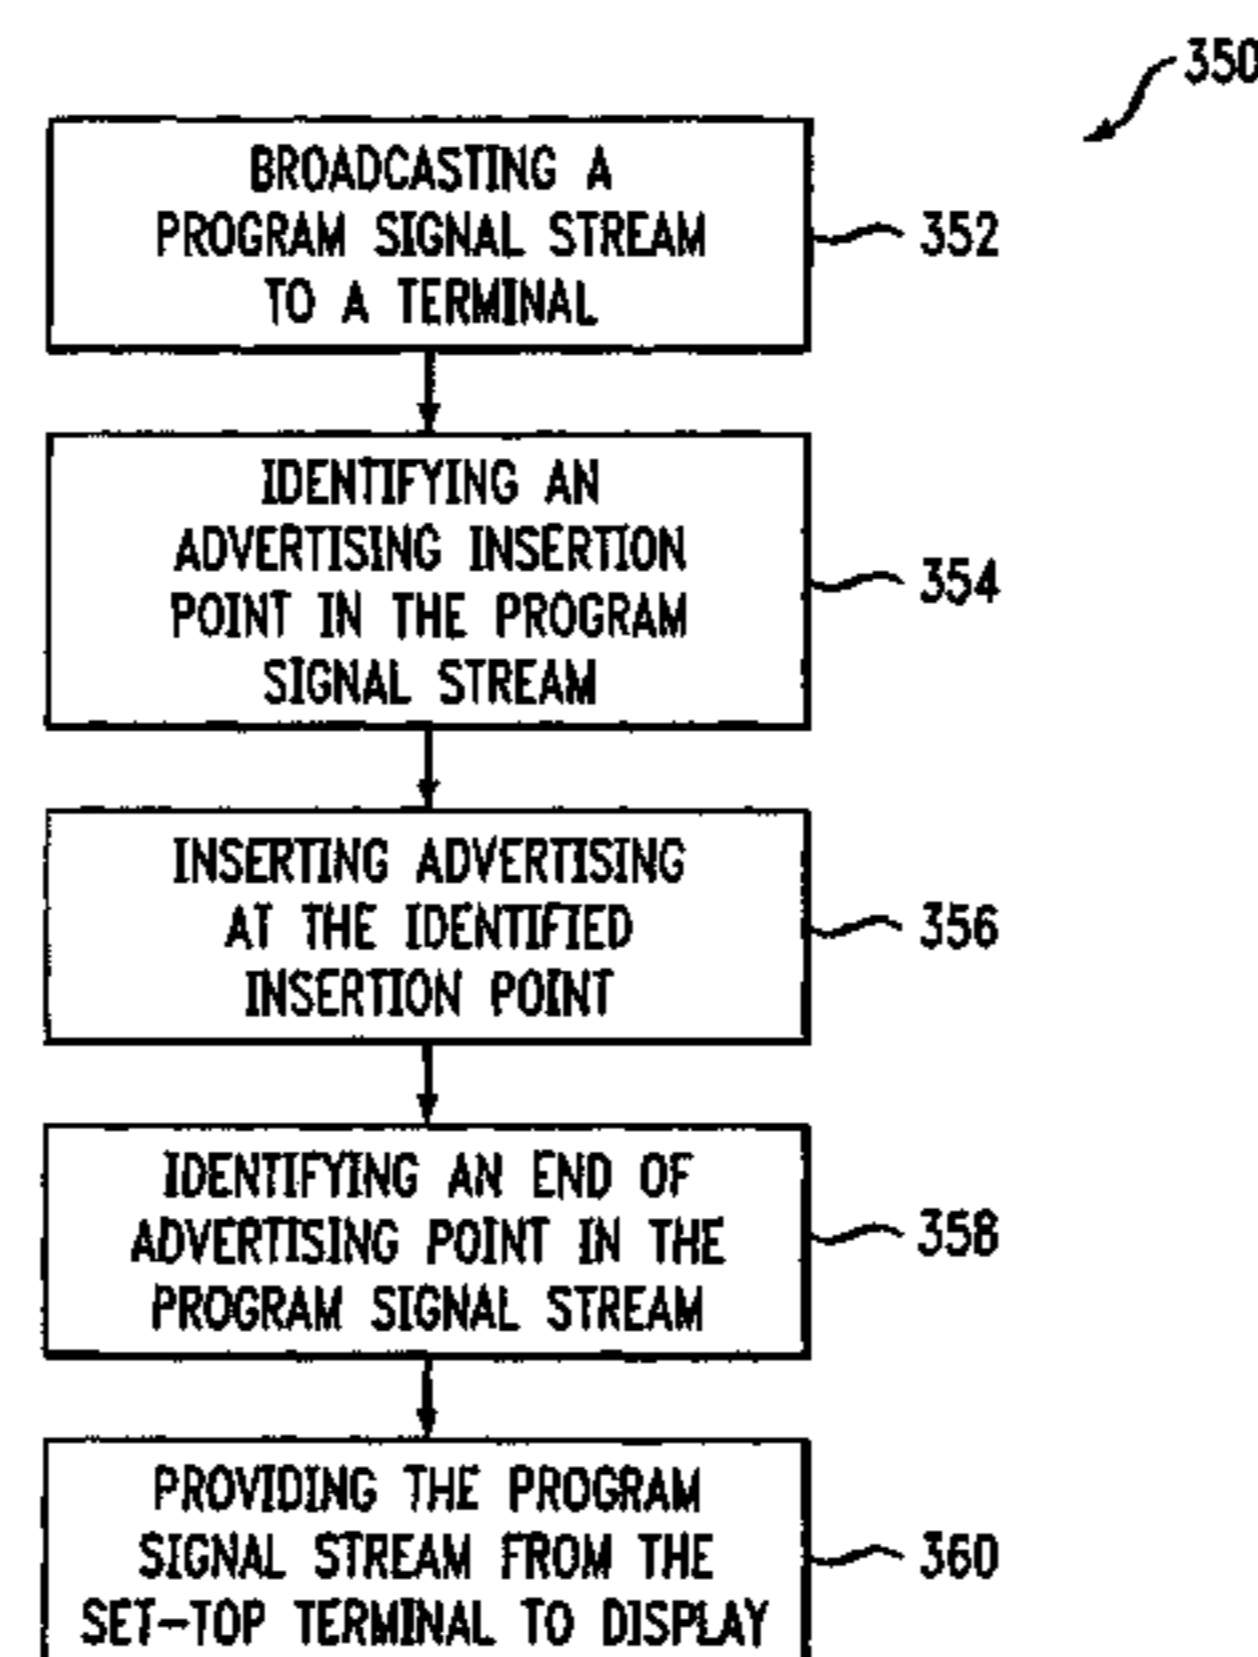 350
BROADCASTING A
PROGRAM SIGNAL STREAM
TO A TERMINAL
352
IDENTIFYING AN
ADVERTISING INSERTION
POINT IN THE PROGRAM
SIGNAL STREAM
354
INSERTING ADVERTISING
AT THE IDENTIFIED
INSERTION POINT
356
IDENTIFYING AN END OF
ADVERTISING POINT IN THE
PROGRAM SIGNAL STREAM
358
PROVIDING THE PROGRAM
SIGNAL STREAM FROM THE
SET-TOP TERMINAL TO DISPLAY
360